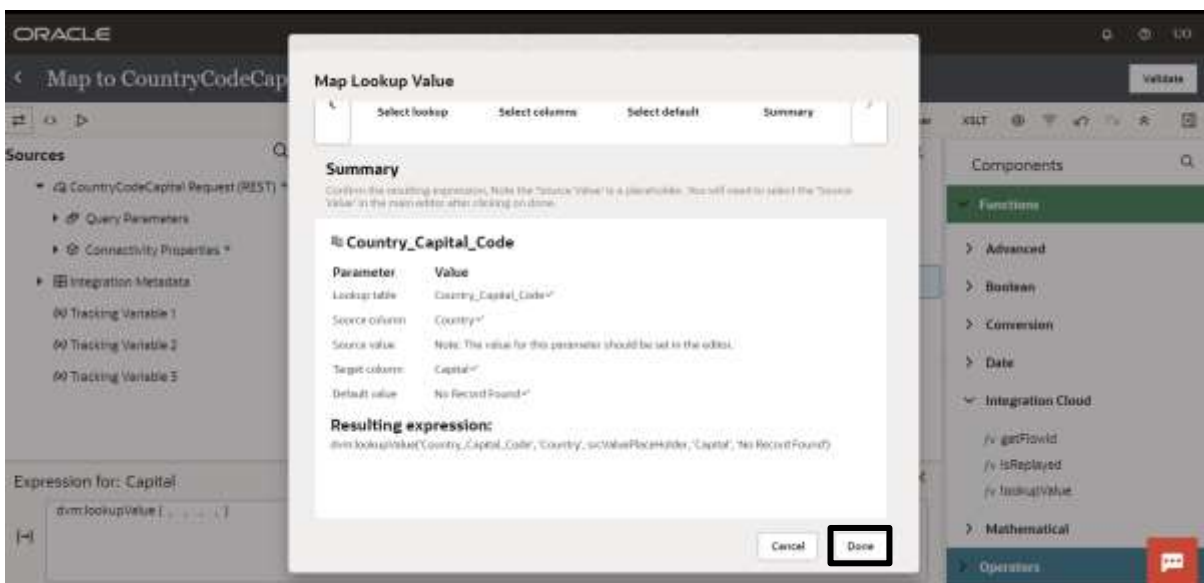 ORACLE
UO
Map to CountryCodeCap
Validate
Map Lookup Value
Select lookup
Select columns
Select default
Summary
XSLT
Sources
Components
CountryCodeCapital Request (REST) *
Query Parameters
Connectivity Properties *
Integration Metadata
Tracking Variable 1
Tracking Variable 2
Tracking Variable 3
Summary
Confirm the resulting expression. Note the "Source Value" is a placeholder. You will need to select the "Source
Value" in the main editor after clicking on done.
Country_Capital_Code
Parameter Value
Lookup table Country_Capital_Code
Source column Country
Source value Note: The value for this parameter should be set in the editor.
Target column Capital
Default value No Record Found
Resulting expression:
dvm:lookupValue('Country_Capital_Code', 'Country', srcValuePlaceHolder, 'Capital', 'No Record Found')
Functions
Advanced
Boolean
Conversion
Date
Integration Cloud
fx getFlowId
fx isReplayed
fx lookupValue
Mathematical
Operators
Expression for: Capital
dvm:lookupValue ( , , , , )
Cancel
Done